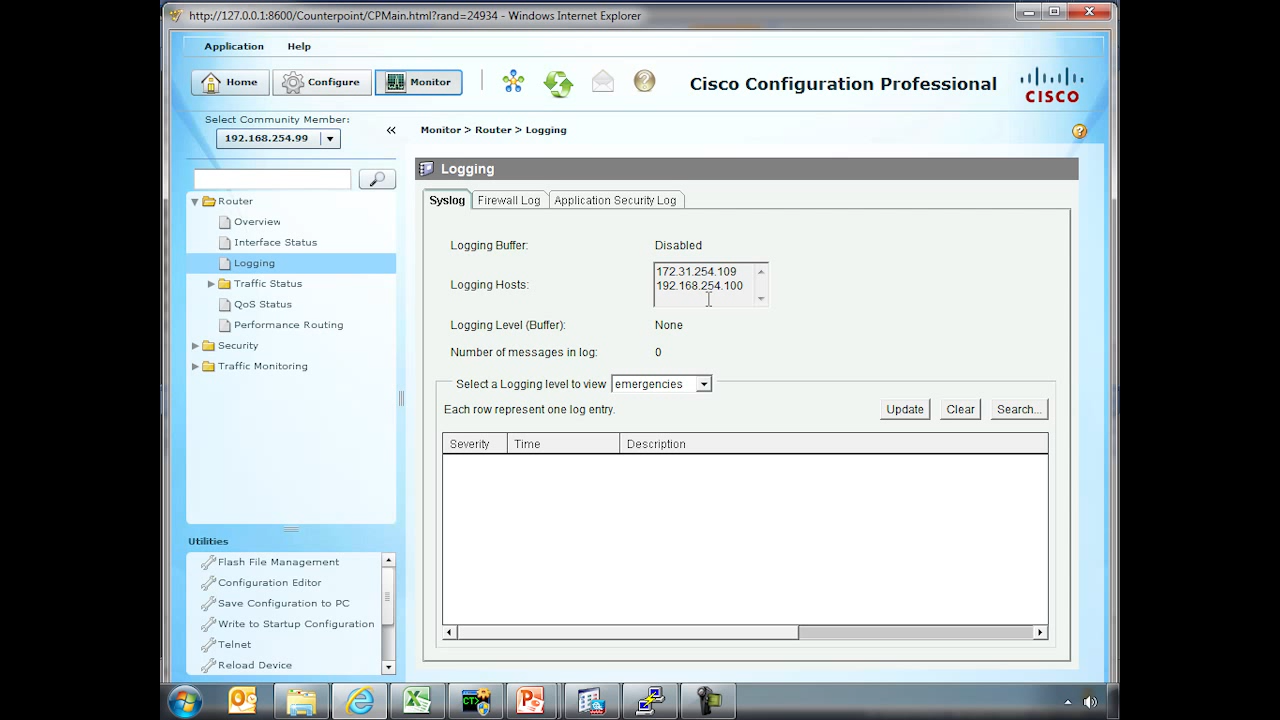 http://127.0.0.1:8600/Counterpoint/CPMain.html?rand=24934 - Windows Internet Explorer
Application Help
Home Configure Monitor Cisco Configuration Professional CISCO
Select Community Member:
192.168.254.99
«
Monitor > Router > Logging
Logging
Router
Overview
Interface Status
Logging
Traffic Status
QoS Status
Performance Routing
Security
Traffic Monitoring
Syslog Firewall Log Application Security Log
Logging Buffer: Disabled
Logging Hosts: 172.31.254.109
192.168.254.100
Logging Level (Buffer): None
Number of messages in log: 0
Select a Logging level to view emergencies
Each row represent one log entry. Update Clear Search...
Severity Time Description
Utilities
Flash File Management
Configuration Editor
Save Configuration to PC
Write to Startup Configuration
Telnet
Reload Device